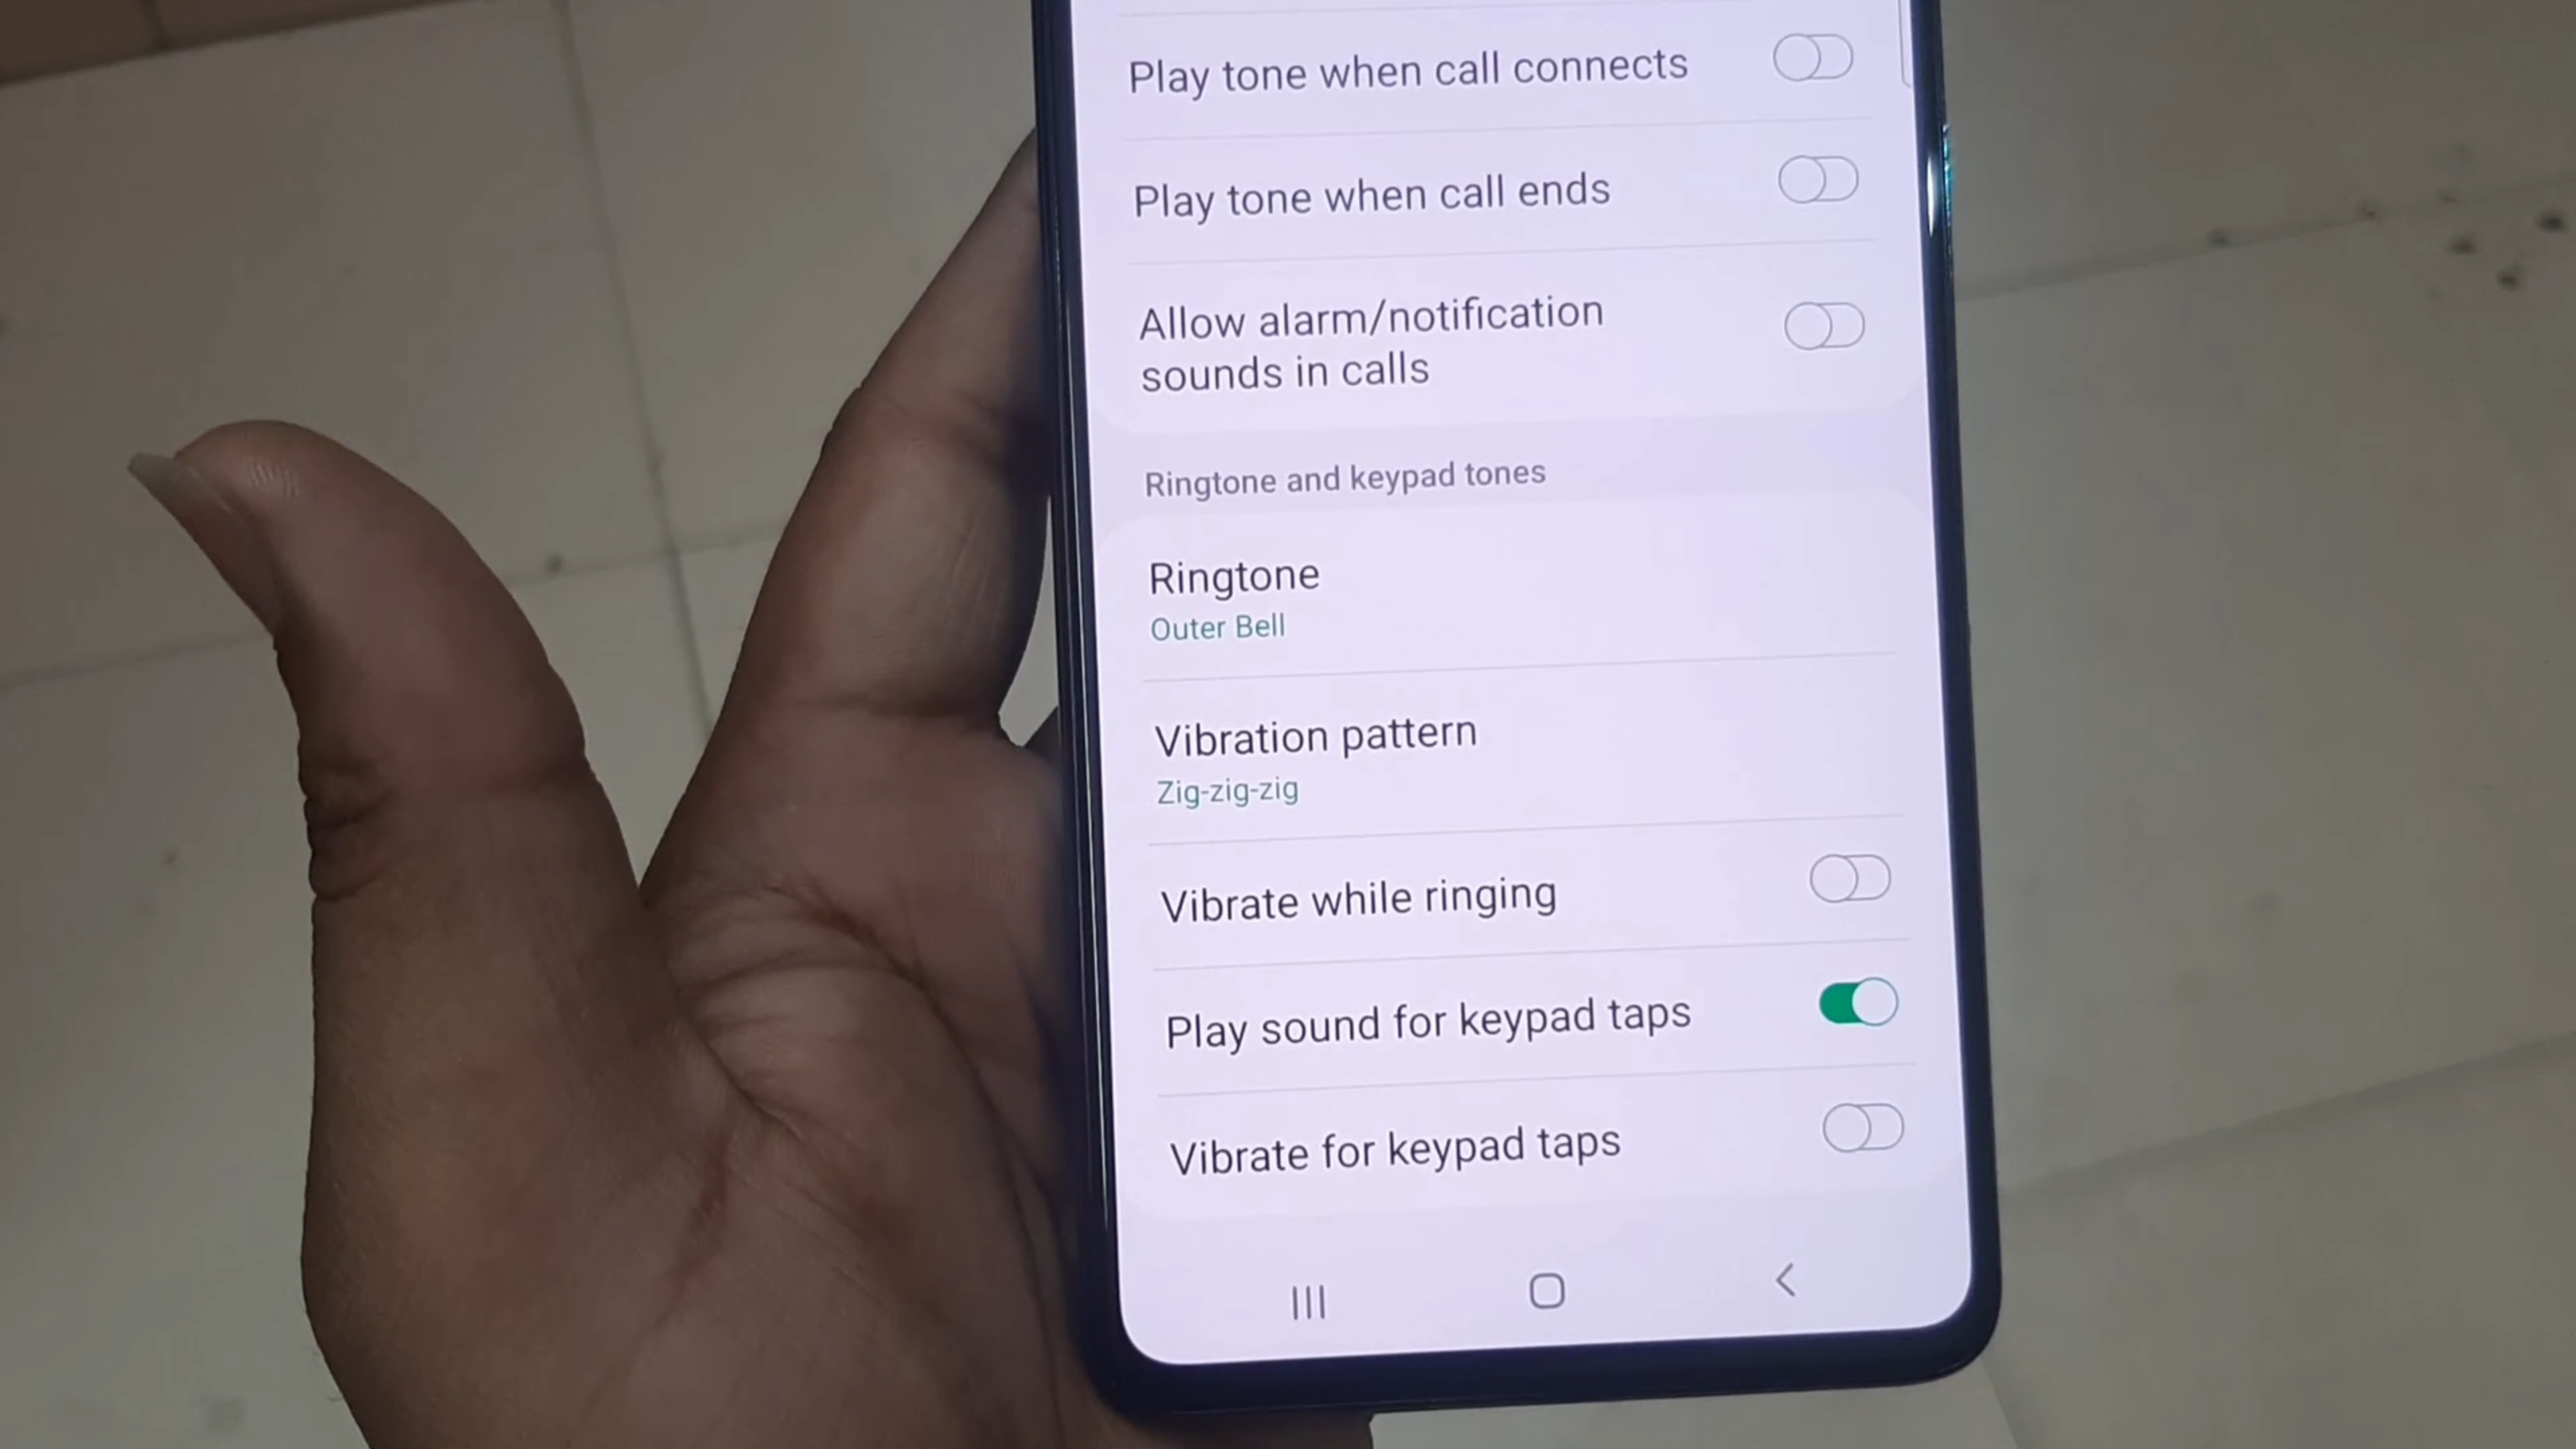 Play tone when call connects
Play tone when call ends
Allow alarm/notification
sounds in calls
Ringtone and keypad tones
Ringtone
Outer Bell
Vibration pattern
Zig-zig-zig
Vibrate while ringing
Play sound for keypad taps
Vibrate for keypad taps